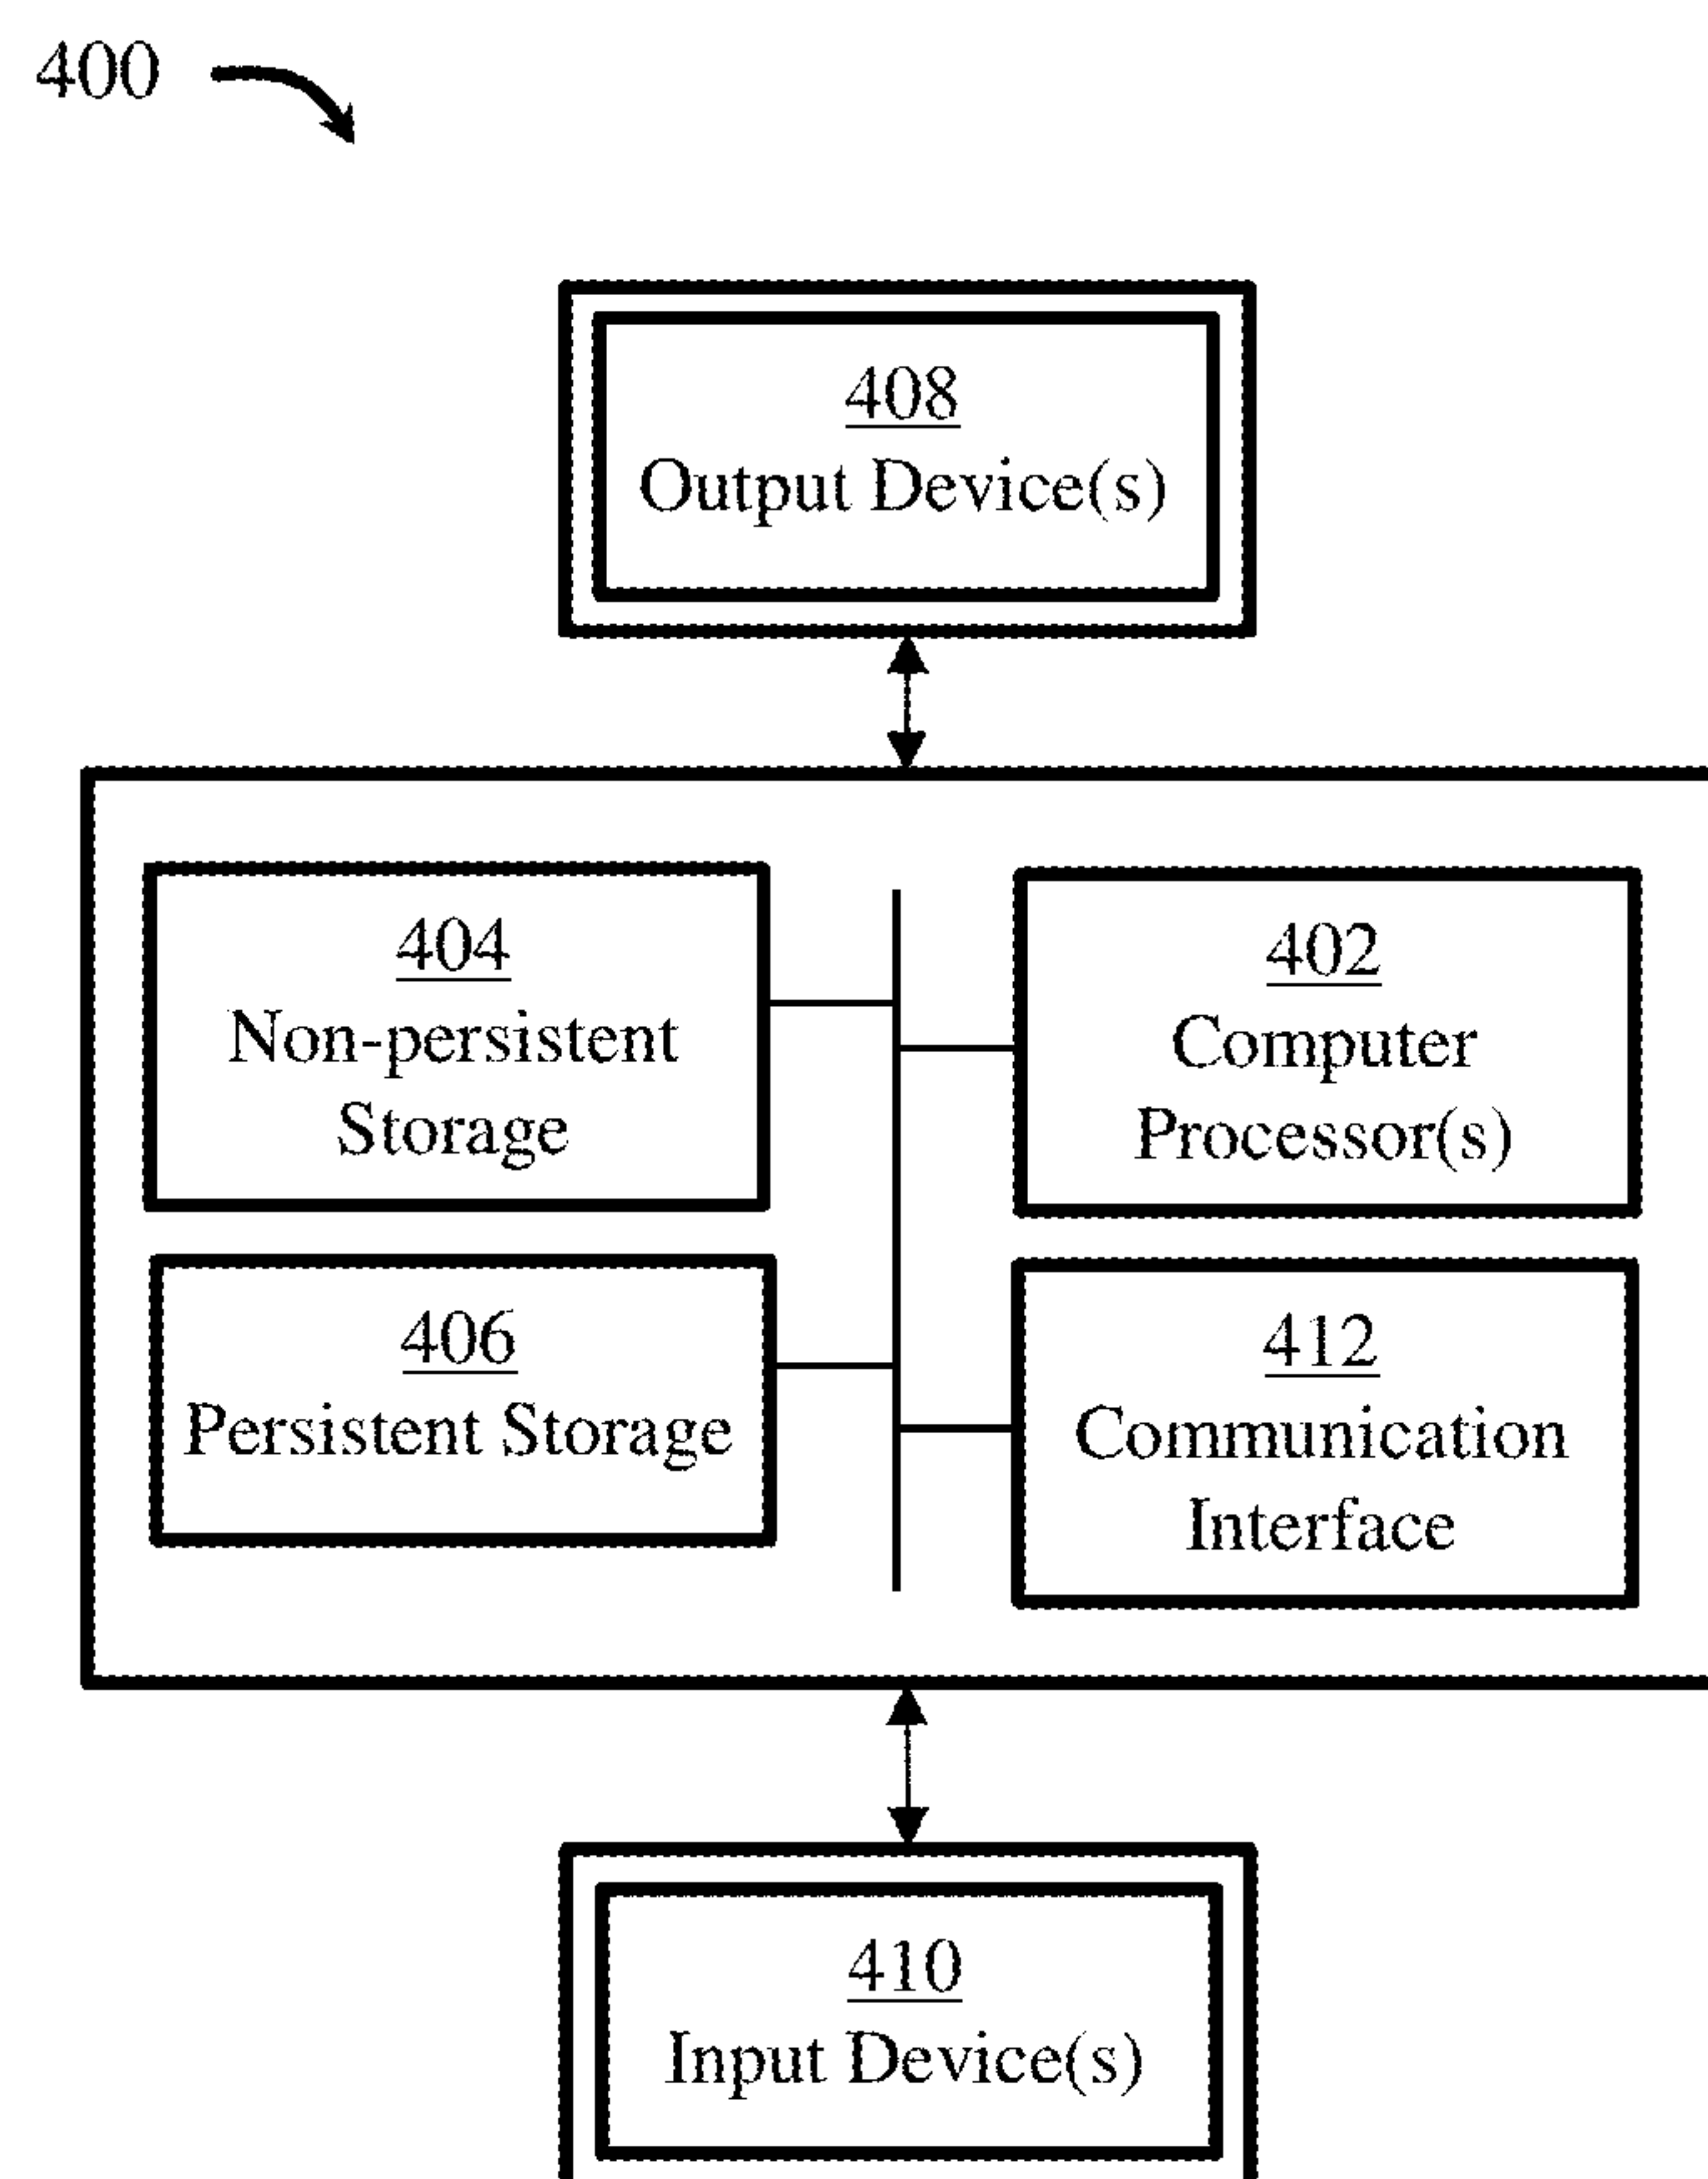 400
408
Output Device(s)
404
Non-persistent
Storage
402
Computer
Processor(s)
406
Persistent Storage
412
Communication
Interface
410
Input Device(s)